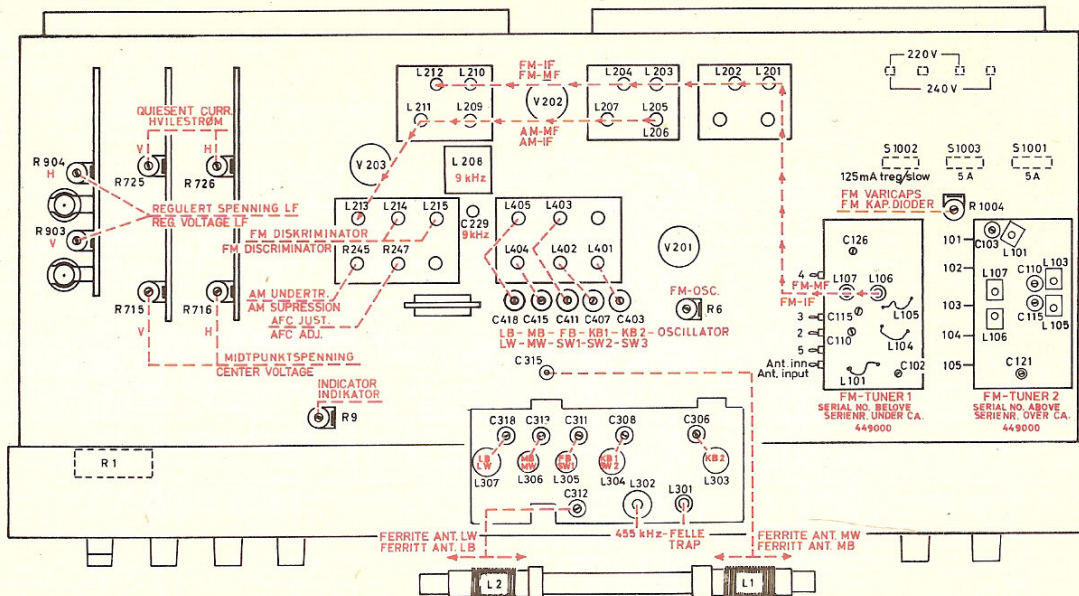 220V
240V
L212 L210
FM-IF
FM-MF
L204 L203
L202 L201
V202
L211 L209
AM-MF
AM-IF
L207 L205
L206
QUIESENT CURR.
HVILESTRØM
V H
R904
H
R725 R726
V203
L 208
9 kHz
S1002 S1003 S1001
125mA treg/slow 5A 5A
REGULERT SPENNING LF
REG. VOLTAGE LF
R903
V
L213 L214 L215
C229
9kHz
FM DISKRIMINATOR
FM DISCRIMINATOR
R245 R247
L405 L403
L404 L402 L401
V201
FM VARICAPS
FM KAP. DIODER
R1004
R715 R716
V H
AM UNDERTR.
AM SUPRESSION
AFC JUST.
AFC ADJ.
C418 C415 C411 C407 C403
LB- MB- FB- KB1- KB2- OSCILLATOR
LW- MW- SW1- SW2- SW3
FM-OSC.
R6
FM-MF
FM-IF
4
3
2
5
Ant. inn
Ant. input
C126
L107 L106
C115
L105
C110
L104
L101 C102
FM-TUNER 1
SERIAL NO. BELOVE
SERIENR. UNDER CA.
449000
101
102
103
104
105
C103
L101
L107 C110 L103
C115
L106 L105
C121
FM-TUNER 2
SERIAL NO. ABOVE
SERIENR. OVER CA.
449000
MIDTPUNKTSPENNING
CENTER VOLTAGE
C315
INDICATOR
INDIKATOR
R9
R1
C318 C313 C311 C308 C306
LB
LW
MB
MW
FB
SW1
KB1
SW2
KB2
L307 L306 L305 L304 L303
C312 L302 L301
FERRITE ANT. LW
FERRITT ANT. LB
455 kHz-FELLE
TRAP
FERRITE ANT. MW
FERRITT ANT. MB
L2 L1